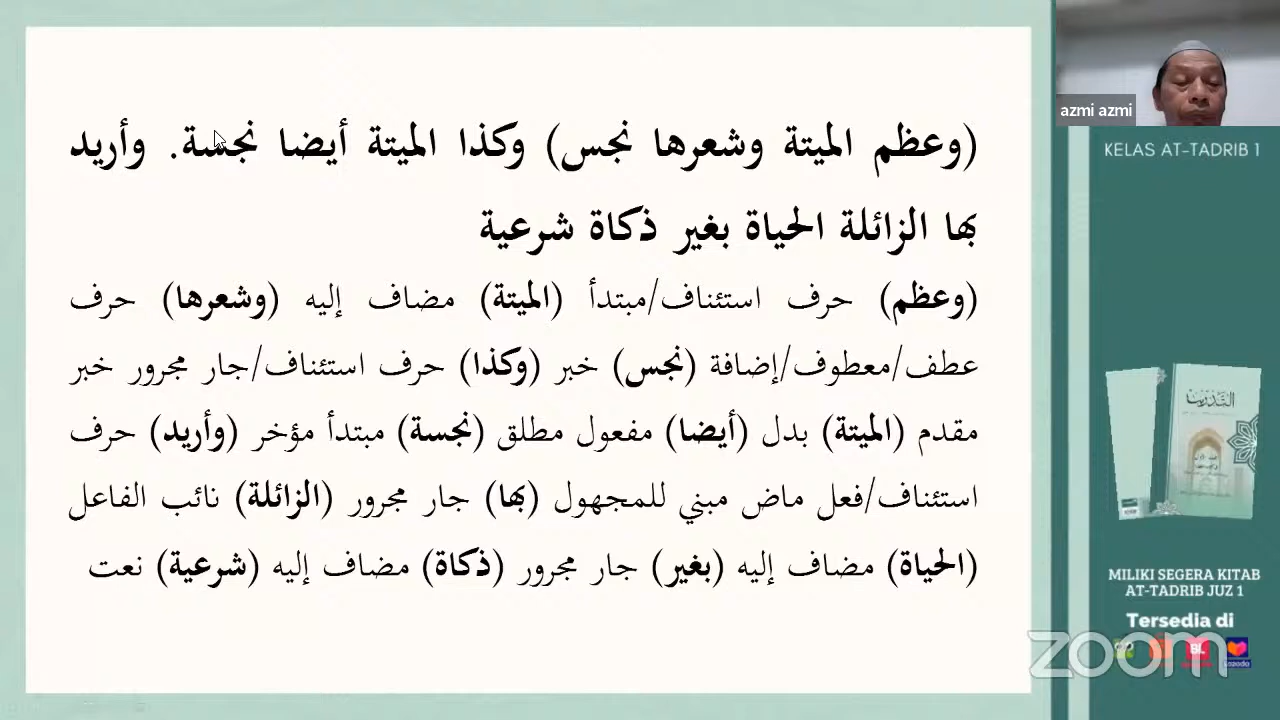 (وعظم الميتة وشعرها نجس) وكذا الميتة أيضا نجسة. وأريد
بها الزائلة الحياة بغير ذكاة شرعية
(وعظم) حرف استئناف/مبتدأ (الميتة) مضاف إليه (وشعرها) حرف
عطف/معطوف/إضافة (نجس) خبر (وكذا) حرف استئناف/جار مجرور خبر
مقدم (الميتة) بدل (أيضا) مفعول مطلق (نجسة) مبتدأ مؤخر (وأريد) حرف
استئناف/فعل ماض مبني للمجهول (بها) جار مجرور (الزائلة) نائب الفاعل
(الحياة) مضاف إليه (بغير) جار مجرور (ذكاة) مضاف إليه (شرعية) نعت
azmi azmi
KELAS AT-TADRIB 1
التذريب
MILIKI SEGERA KITAB
AT-TADRIB JUZ 1
Tersedia di
BL
zoom